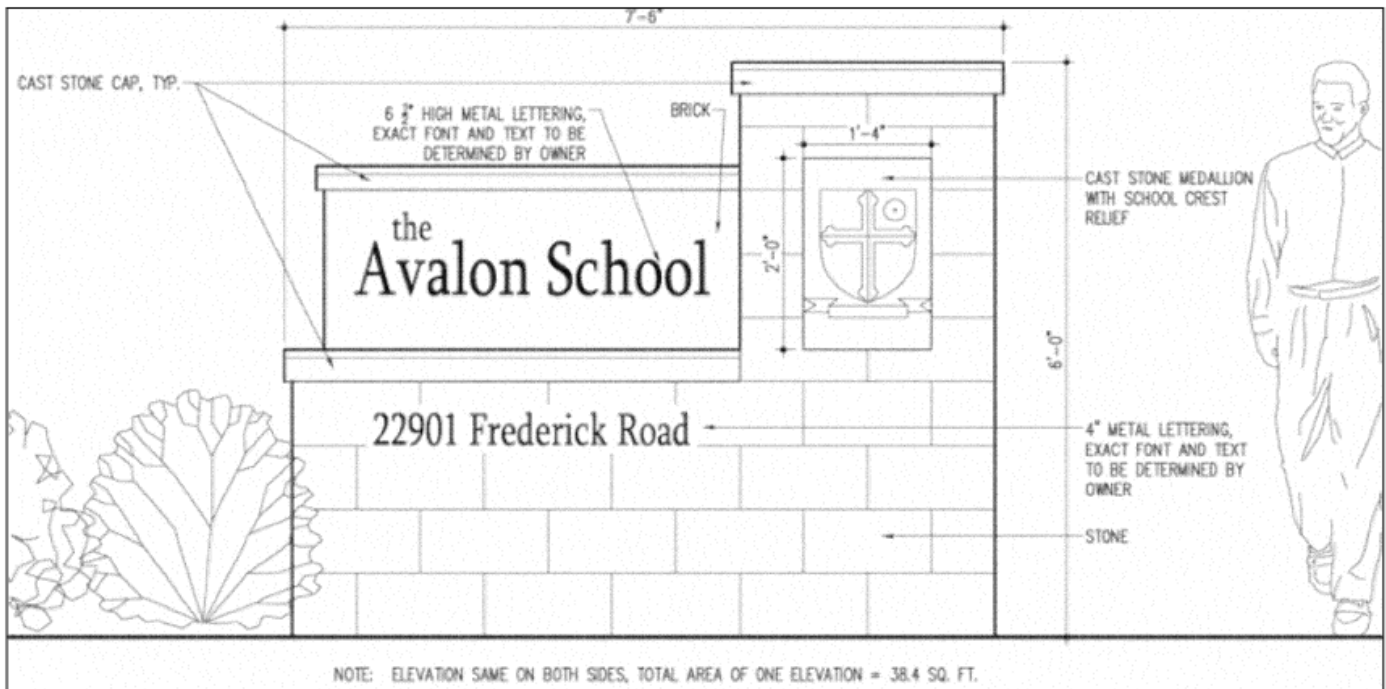 7'-6"
CAST STONE CAP, TYP.
6 1/2" HIGH METAL LETTERING,
EXACT FONT AND TEXT TO BE
DETERMINED BY OWNER
BRICK
1'-4"
CAST STONE MEDALLION
WITH SCHOOL CREST
RELIEF
the
Avalon School
2'-0"
6'-0"
22901 Frederick Road
4" METAL LETTERING,
EXACT FONT AND TEXT
TO BE DETERMINED BY
OWNER
STONE
NOTE: ELEVATION SAME ON BOTH SIDES, TOTAL AREA OF ONE ELEVATION = 38.4 SQ. FT.